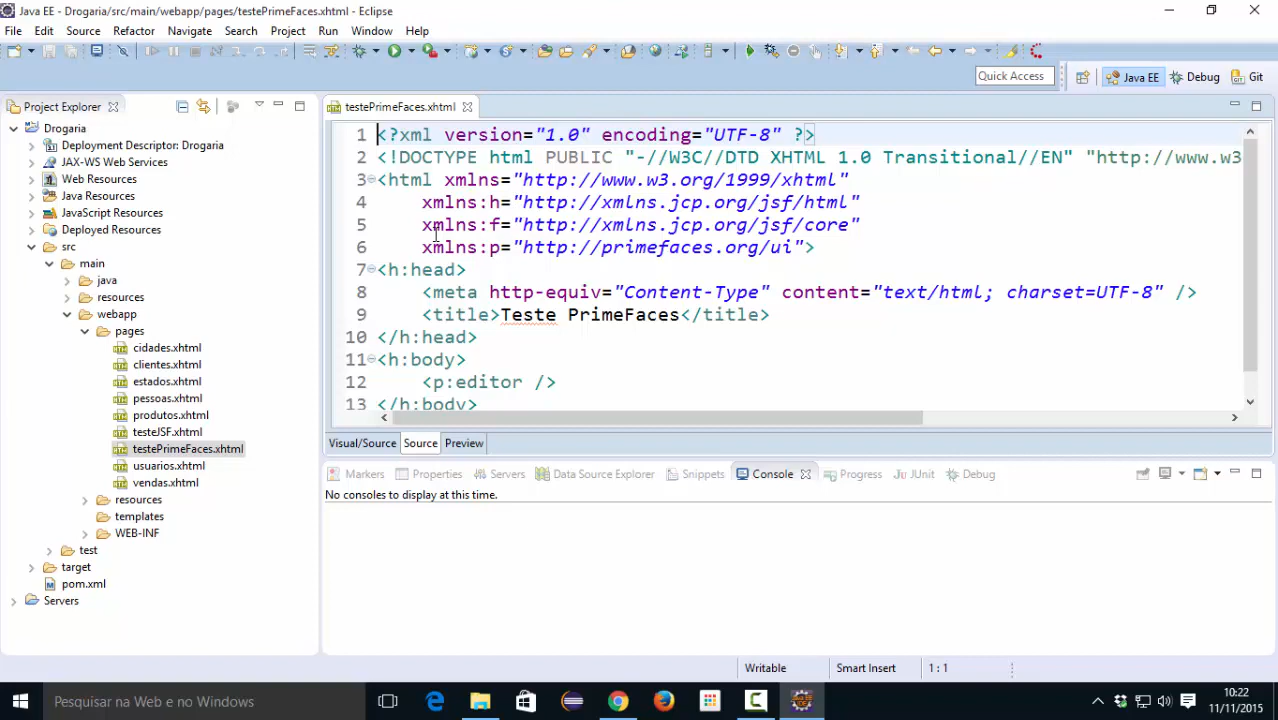 Java EE - Drogaria/src/main/webapp/pages/testePrimeFaces.xhtml - Eclipse
File Edit Source Refactor Navigate Search Project Run Window Help
Quick Access Java EE Debug Git
Project Explorer
Drogaria
Deployment Descriptor: Drogaria
JAX-WS Web Services
Web Resources
Java Resources
JavaScript Resources
Deployed Resources
src
main
java
resources
webapp
pages
cidades.xhtml
clientes.xhtml
estados.xhtml
pessoas.xhtml
produtos.xhtml
testeJSF.xhtml
testePrimeFaces.xhtml
usuarios.xhtml
vendas.xhtml
resources
templates
WEB-INF
test
target
pom.xml
Servers
testePrimeFaces.xhtml
1 <?xml version="1.0" encoding="UTF-8" ?>
2 <!DOCTYPE html PUBLIC "-//W3C//DTD XHTML 1.0 Transitional//EN" "http://www.w3
3 <html xmlns="http://www.w3.org/1999/xhtml"
4 xmlns:h="http://xmlns.jcp.org/jsf/html"
5 xmlns:f="http://xmlns.jcp.org/jsf/core"
6 xmlns:p="http://primefaces.org/ui">
7 <h:head>
8 <meta http-equiv="Content-Type" content="text/html; charset=UTF-8" />
9 <title>Teste PrimeFaces</title>
10 </h:head>
11 <h:body>
12 <p:editor />
13 </h:body>
Visual/Source Source Preview
Markers Properties Servers Data Source Explorer Snippets Console Progress JUnit Debug
No consoles to display at this time.
Writable Smart Insert 1 : 1
Pesquisar na Web e no Windows
10:22
11/11/2015